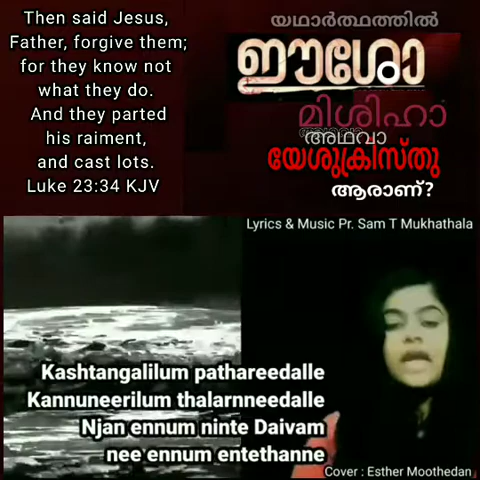 Then said Jesus,
Father, forgive them;
for they know not
what they do.
And they parted
his raiment,
and cast lots.
Luke 23:34 KJV
യഥാർത്ഥത്തിൽ
ഈശോ
മിശിഹാ
അഥവാ
യേശുക്രിസ്തു
ആരാണ്?
Lyrics & Music Pr. Sam T Mukhathala
Kashtangalilum pathareedalle
Kannuneerilum thalarnneedalle
Njan ennum ninte Daivam
nee ennum entethanne
Cover : Esther Moothedan